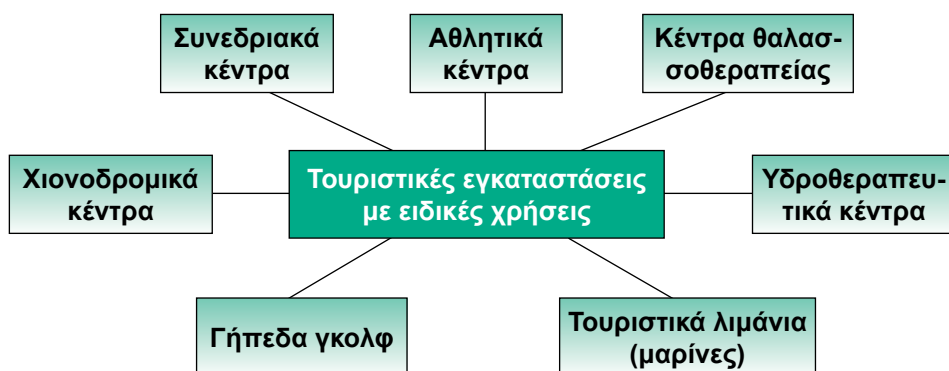 Συνεδριακά
κέντρα
Αθλητικά
κέντρα
Κέντρα θαλασ-
σοθεραπείας
Χιονοδρομικά
κέντρα
Τουριστικές εγκαταστάσεις
με ειδικές χρήσεις
Υδροθεραπευ-
τικά κέντρα
Γήπεδα γκολφ
Τουριστικά λιμάνια
(μαρίνες)